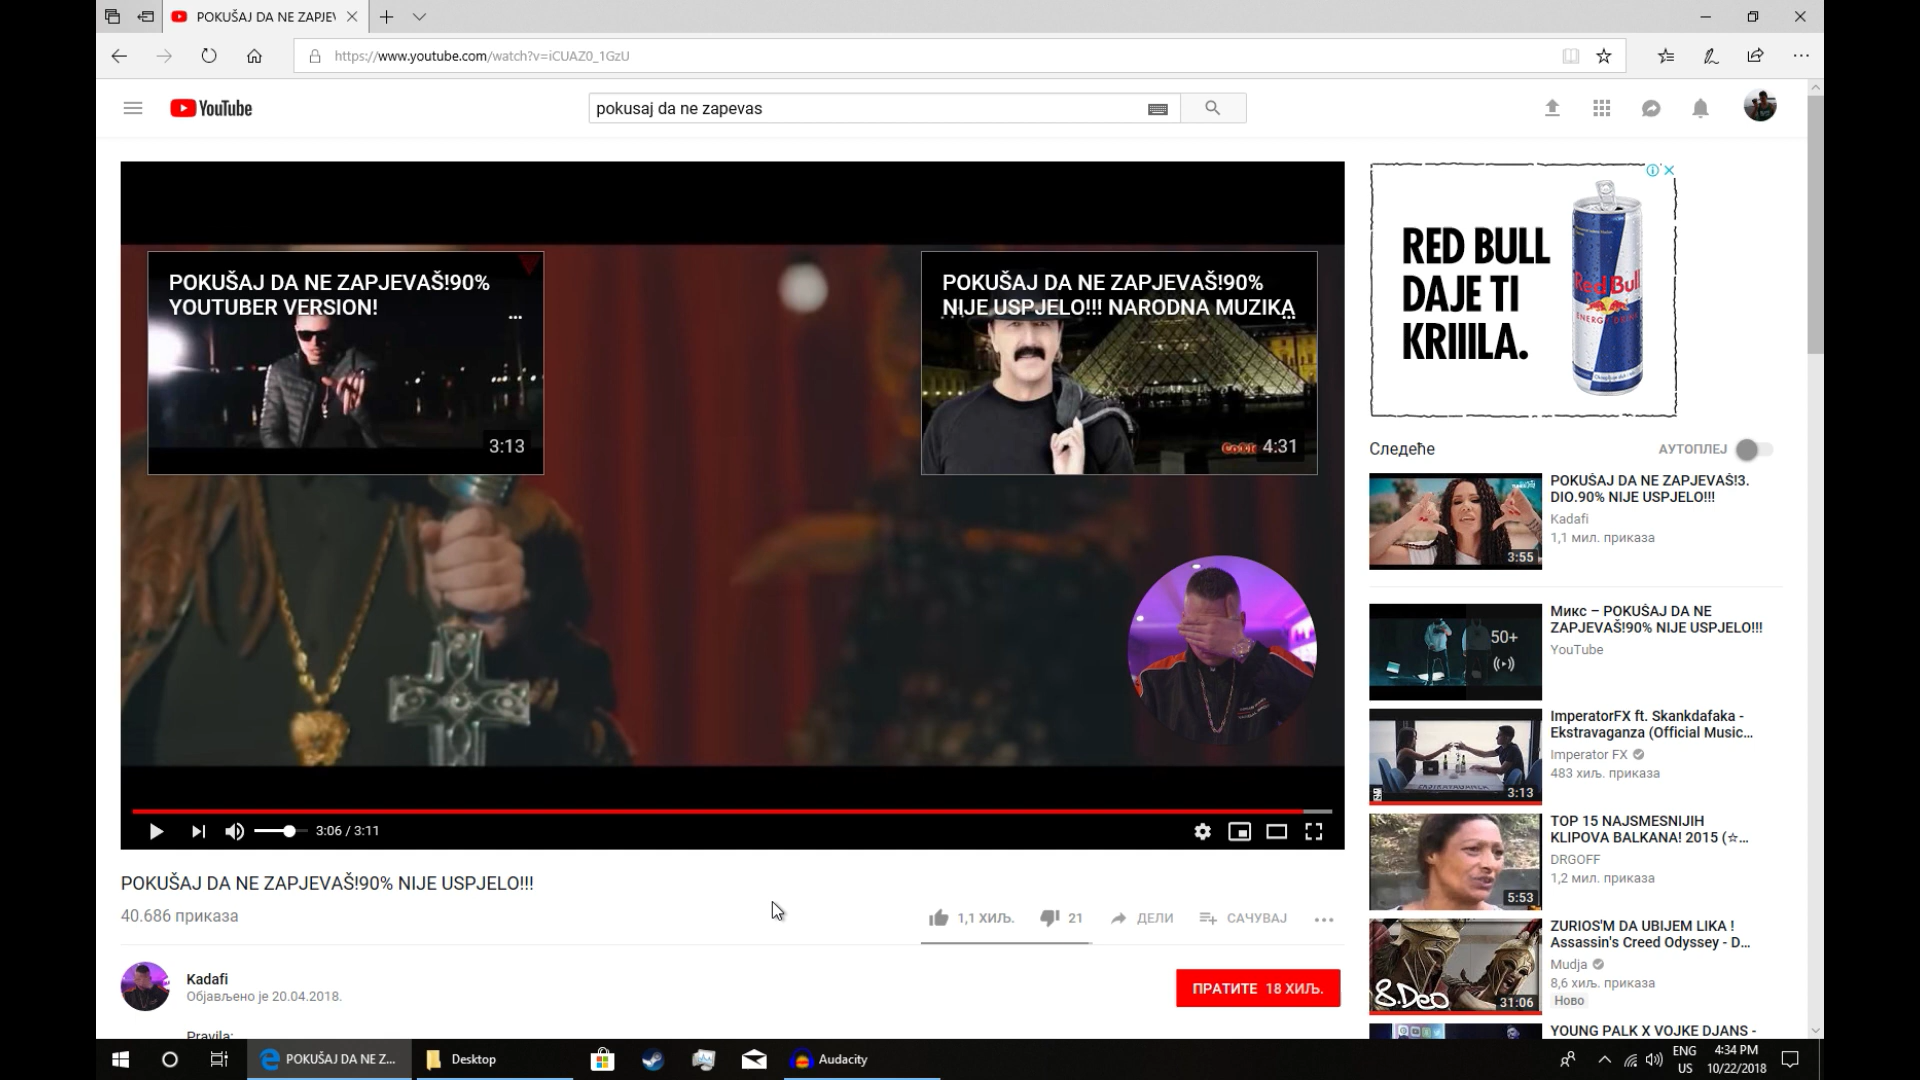 POKUŠAJ DA NE ZAPJEV
https://www.youtube.com/watch?v=iCUAZ0_1GzU
YouTube
pokusaj da ne zapevas
POKUŠAJ DA NE ZAPJEVAŠ!90%
YOUTUBER VERSION!
3:13
POKUŠAJ DA NE ZAPJEVAŠ!90%
NIJE USPJELO!!! NARODNA MUZIKA
4:31
3:06 / 3:11
POKUŠAJ DA NE ZAPJEVAŠ!90% NIJE USPJELO!!!
40.686 приказа
1,1 ХИЉ.
21
ДЕЛИ
САЧУВАЈ
Kadafi
Објављено је 20.04.2018.
ПРАТИТЕ 18 ХИЉ.
Pravila:
RED BULL
DAJE TI
KRIIILA.
Red Bull
ENERGY DRINK
Следеће
АУТОПЛЕЈ
POKUŠAJ DA NE ZAPJEVAŠ!3.
DIO.90% NIJE USPJELO!!!
Kadafi
1,1 мил. приказа
3:55
Микс – POKUŠAJ DA NE
ZAPJEVAŠ!90% NIJE USPJELO!!!
YouTube
50+
ImperatorFX ft. Skankdafaka -
Ekstravaganza (Official Music...
Imperator FX
483 хиљ. приказа
EKSTRAVAGANZA
3:13
TOP 15 NAJSMESNIJIH
KLIPOVA BALKANA! 2015 (☆...
DRGOFF
1,2 мил. приказа
5:53
ZURIOS'M DA UBIJEM LIKA !
Assassin's Creed Odyssey - D...
Mudja
8,6 хиљ. приказа
Ново
8.Deo
31:06
YOUNG PALK X VOJKE DJANS -
POKUŠAJ DA NE Z...
Desktop
Audacity
ENG
US
4:34 PM
10/22/2018